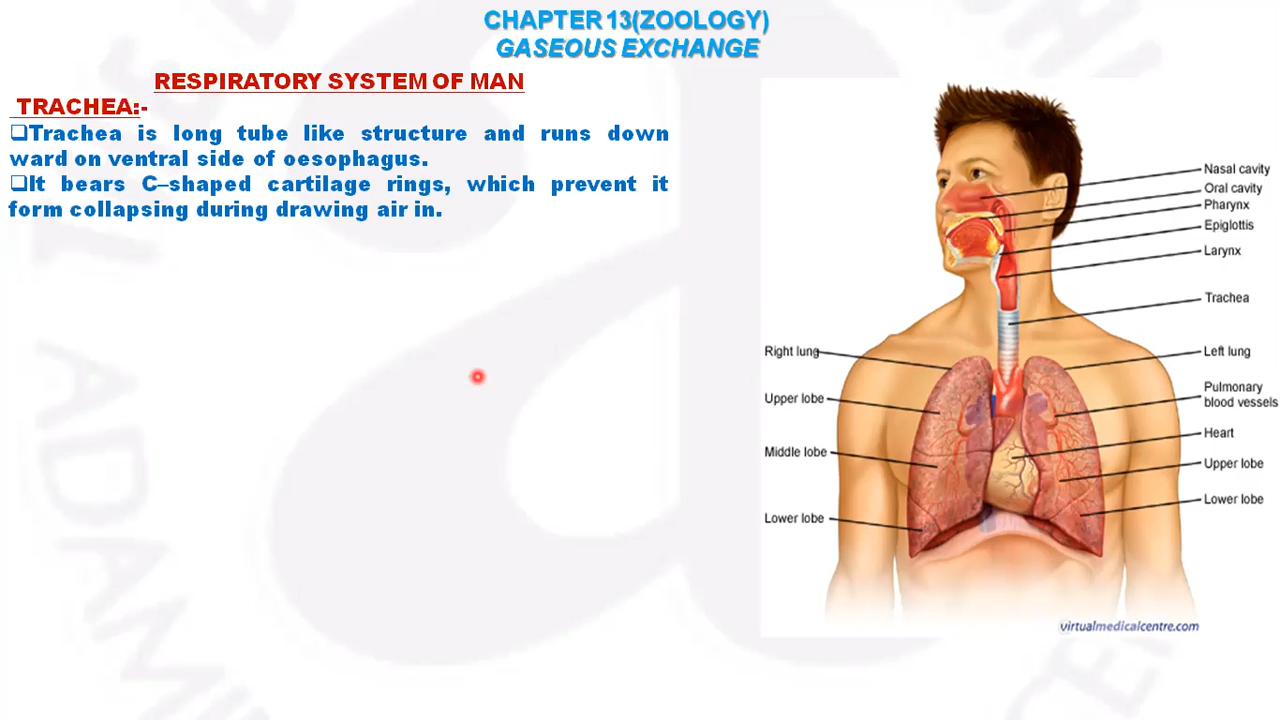 CHAPTER 13(ZOOLOGY)
GASEOUS EXCHANGE
RESPIRATORY SYSTEM OF MAN
TRACHEA:-
❑Trachea is long tube like structure and runs down
ward on ventral side of oesophagus.
❑It bears C–shaped cartilage rings, which prevent it
form collapsing during drawing air in.
Nasal cavity
Oral cavity
Pharynx
Epiglottis
Larynx
Trachea
Right lung
Left lung
Upper lobe
Pulmonary
blood vessels
Heart
Middle lobe
Upper lobe
Lower lobe
Lower lobe
virtualmedicalcentre.com